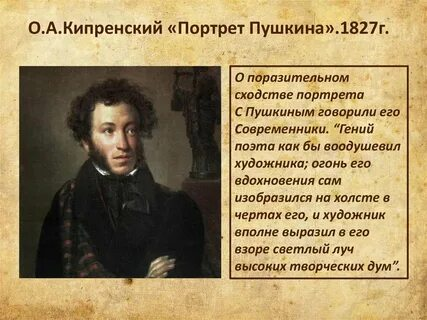 О.А.Кипренский «Портрет Пушкина».1827г.
О поразительном
сходстве портрета
С Пушкиным говорили его
Современники. “Гений
поэта как бы воодушевил
художника; огонь его
вдохновения сам
изобразился на холсте в
чертах его, и художник
вполне выразил в его
взоре светлый луч
высоких творческих дум”.